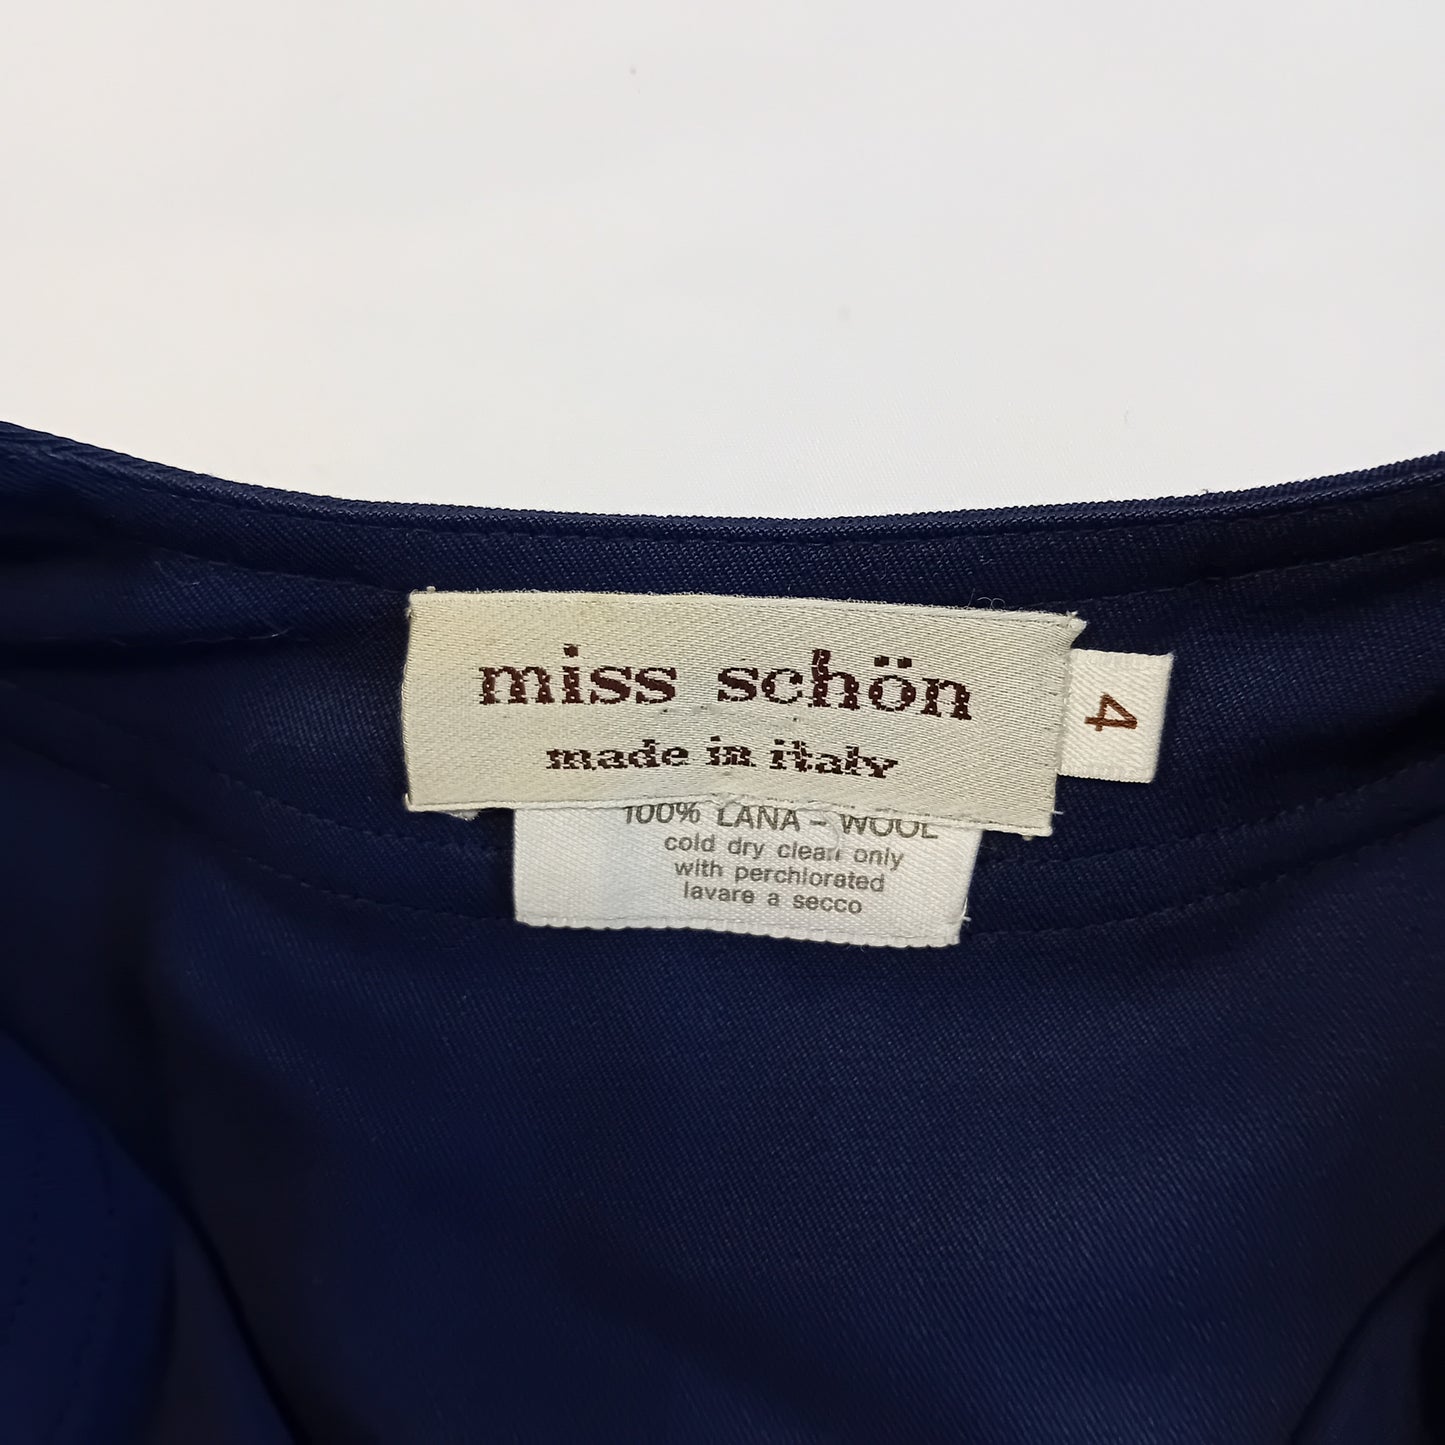 miss schön
made in italy
4
100% LANA - WOOL
cold dry clean only
with perchlorated
lavare a secco